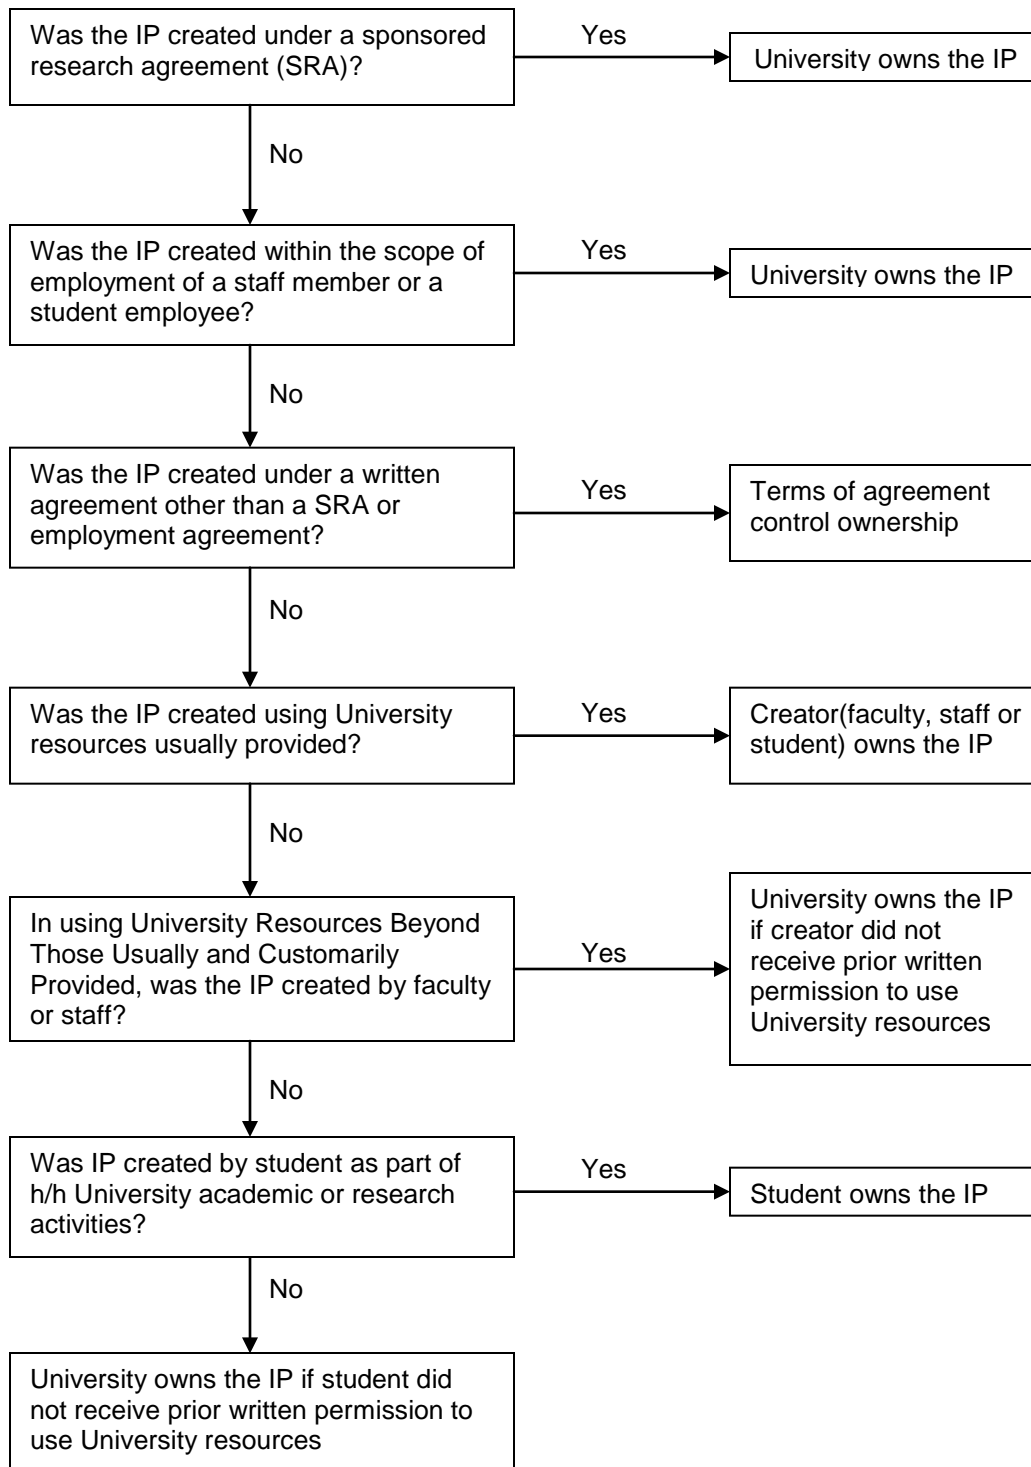 Was the IP created under a sponsored
research agreement (SRA)?
Yes
University owns the IP
No
Was the IP created within the scope of
employment of a staff member or a
student employee?
Yes
University owns the IP
No
Was the IP created under a written
agreement other than a SRA or
employment agreement?
Yes
Terms of agreement
control ownership
No
Was the IP created using University
resources usually provided?
Yes
Creator(faculty, staff or
student) owns the IP
No
In using University Resources Beyond
Those Usually and Customarily
Provided, was the IP created by faculty
or staff?
Yes
University owns the IP
if creator did not
receive prior written
permission to use
University resources
No
Was IP created by student as part of
h/h University academic or research
activities?
Yes
Student owns the IP
No
University owns the IP if student did
not receive prior written permission to
use University resources